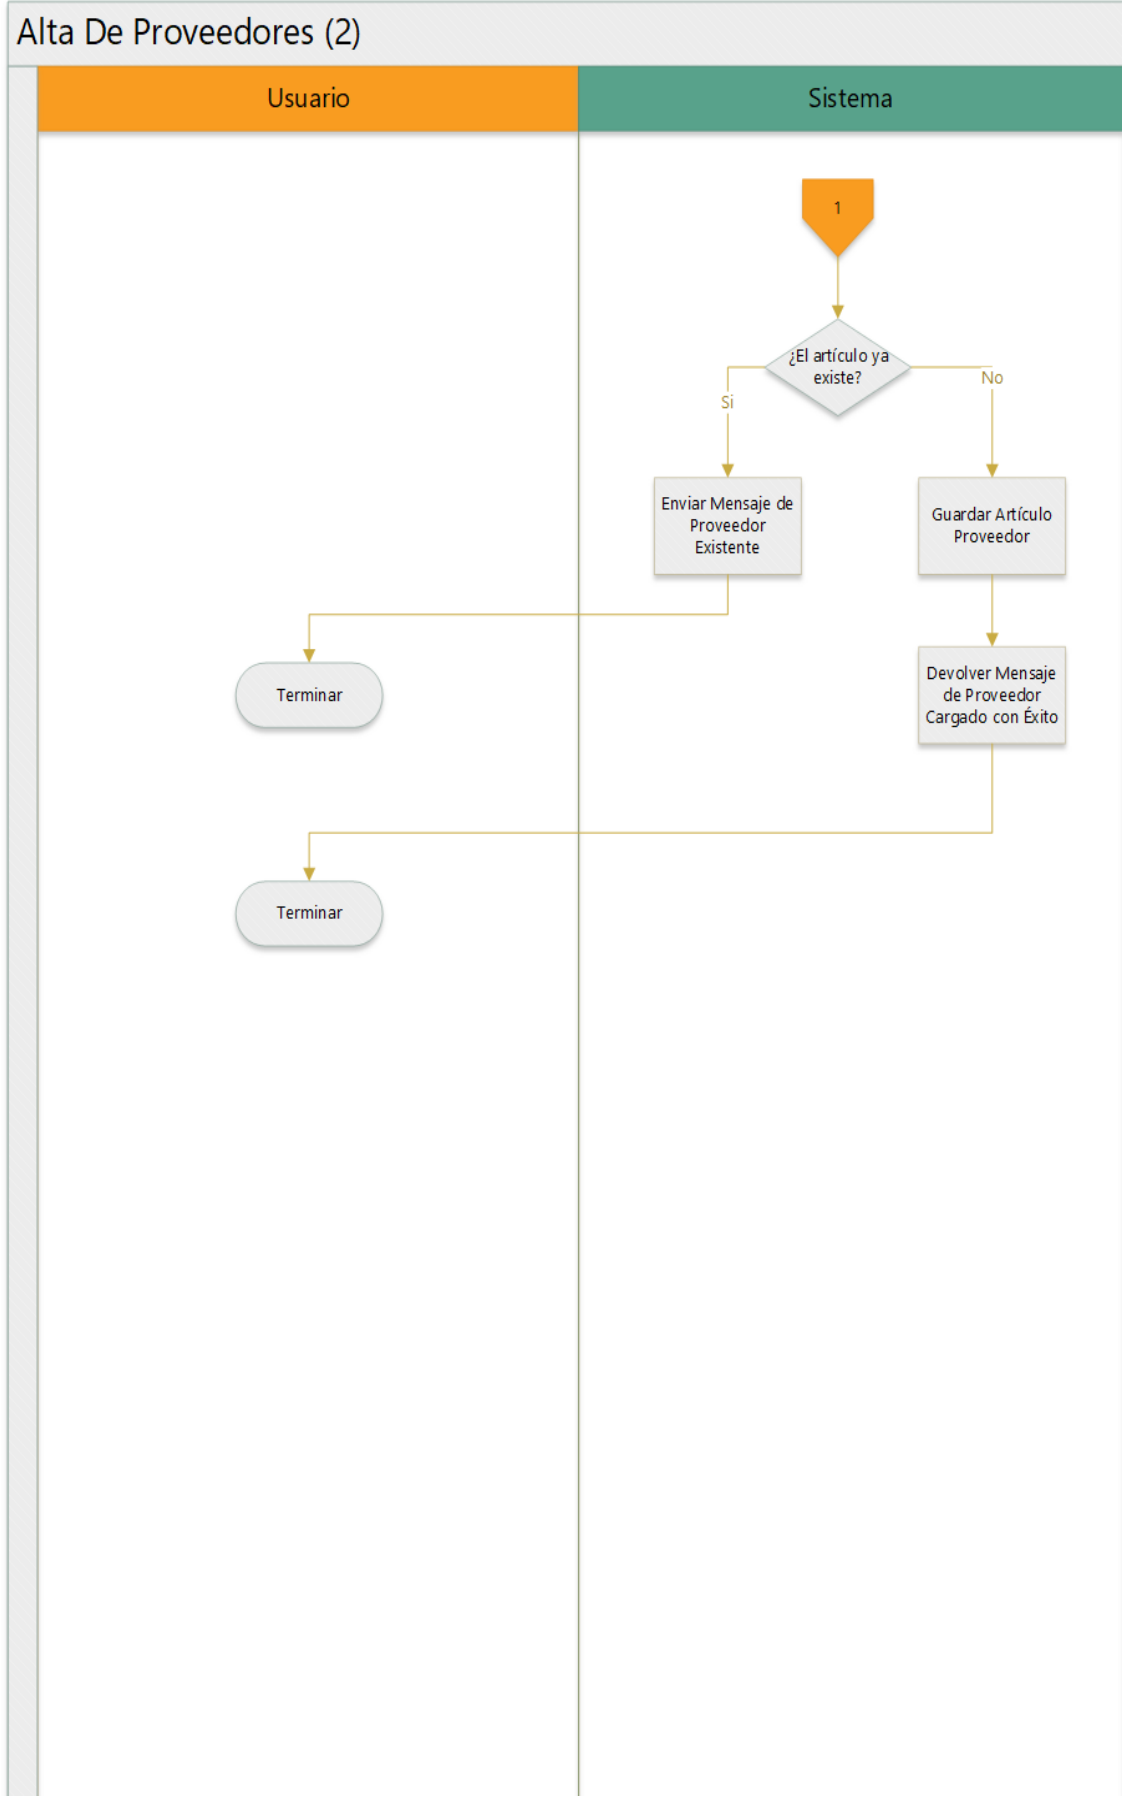 Alta De Proveedores (2)
Usuario
Sistema
1
¿El artículo ya
existe?
Si
No
Enviar Mensaje de
Proveedor
Existente
Guardar Artículo
Proveedor
Terminar
Devolver Mensaje
de Proveedor
Cargado con Éxito
Terminar